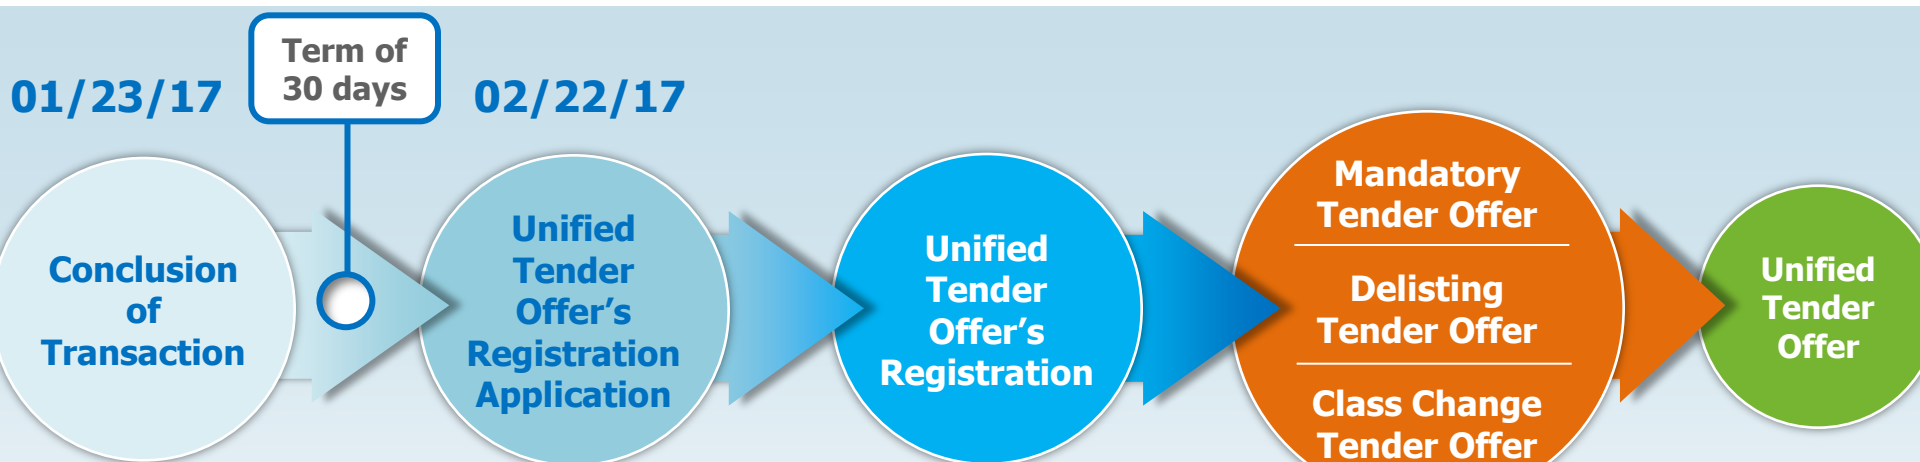 Term of
30 days
01/23/17
02/22/17
Conclusion
of
Transaction
Unified
Tender
Offer’s
Registration
Application
Unified
Tender
Offer’s
Registration
Mandatory
Tender Offer
Delisting
Tender Offer
Class Change
Tender Offer
Unified
Tender
Offer